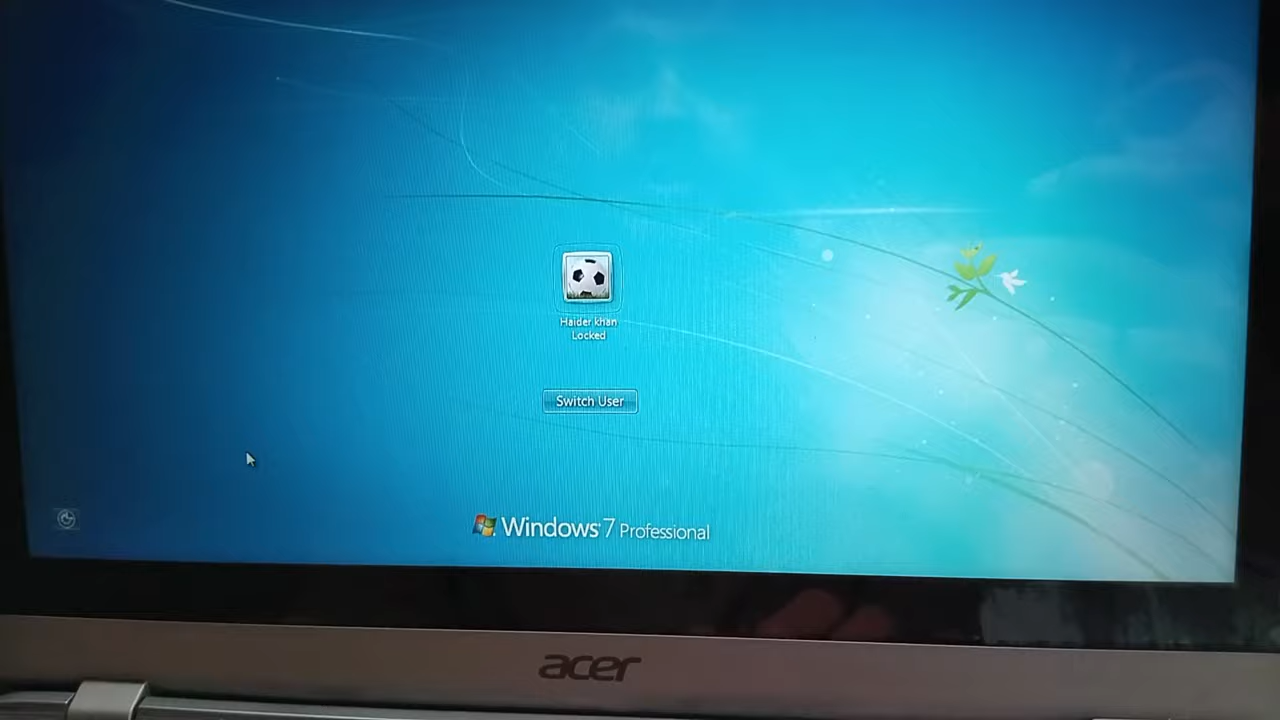 Haider khan
Locked
Switch User
Windows 7 Professional
acer